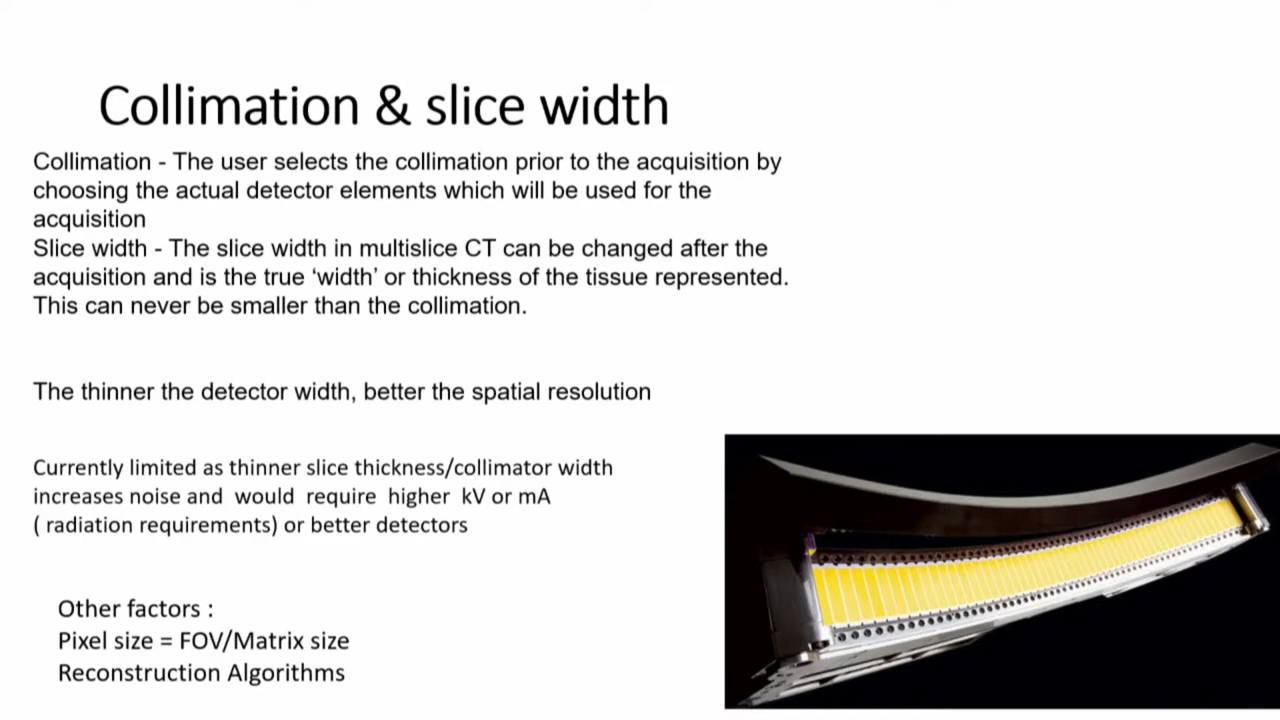 Collimation & slice width
Collimation - The user selects the collimation prior to the acquisition by
choosing the actual detector elements which will be used for the
acquisition
Slice width - The slice width in multislice CT can be changed after the
acquisition and is the true ‘width’ or thickness of the tissue represented.
This can never be smaller than the collimation.
The thinner the detector width, better the spatial resolution
Currently limited as thinner slice thickness/collimator width
increases noise and would require higher kV or mA
( radiation requirements) or better detectors
Other factors :
Pixel size = FOV/Matrix size
Reconstruction Algorithms